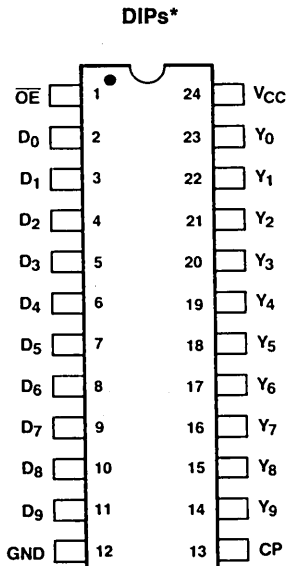 DIPs*
OE 1 24 VCC
D0 2 23 Y0
D1 3 22 Y1
D2 4 21 Y2
D3 5 20 Y3
D4 6 19 Y4
D5 7 18 Y5
D6 8 17 Y6
D7 9 16 Y7
D8 10 15 Y8
D9 11 14 Y9
GND 12 13 CP